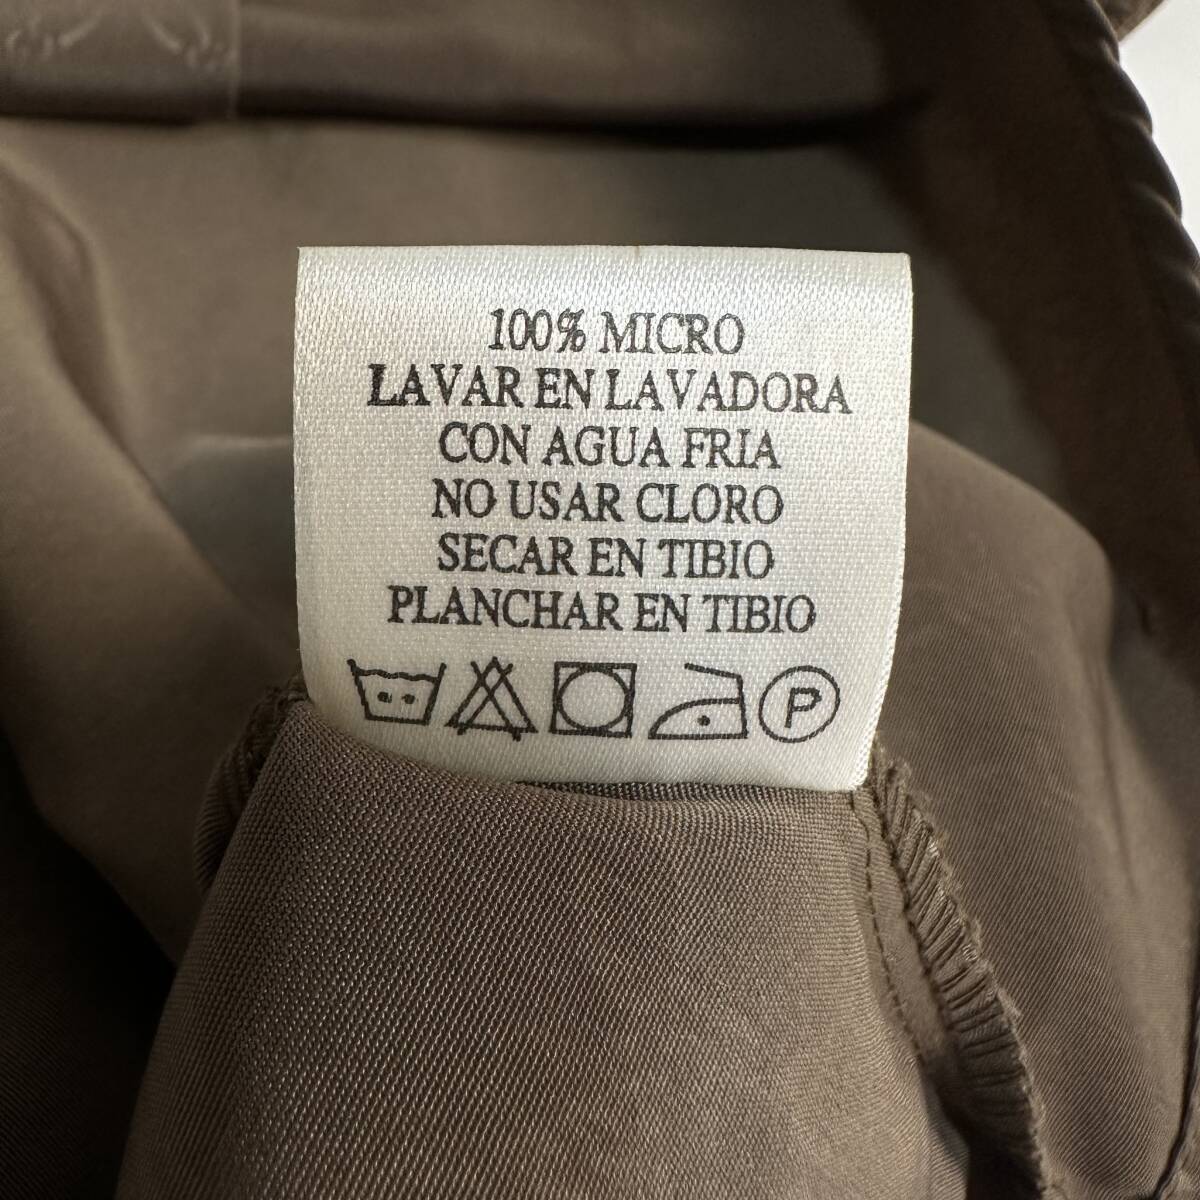 100% MICRO
LAVAR EN LAVADORA
CON AGUA FRIA
NO USAR CLORO
SECAR EN TIBIO
PLANCHAR EN TIBIO
P